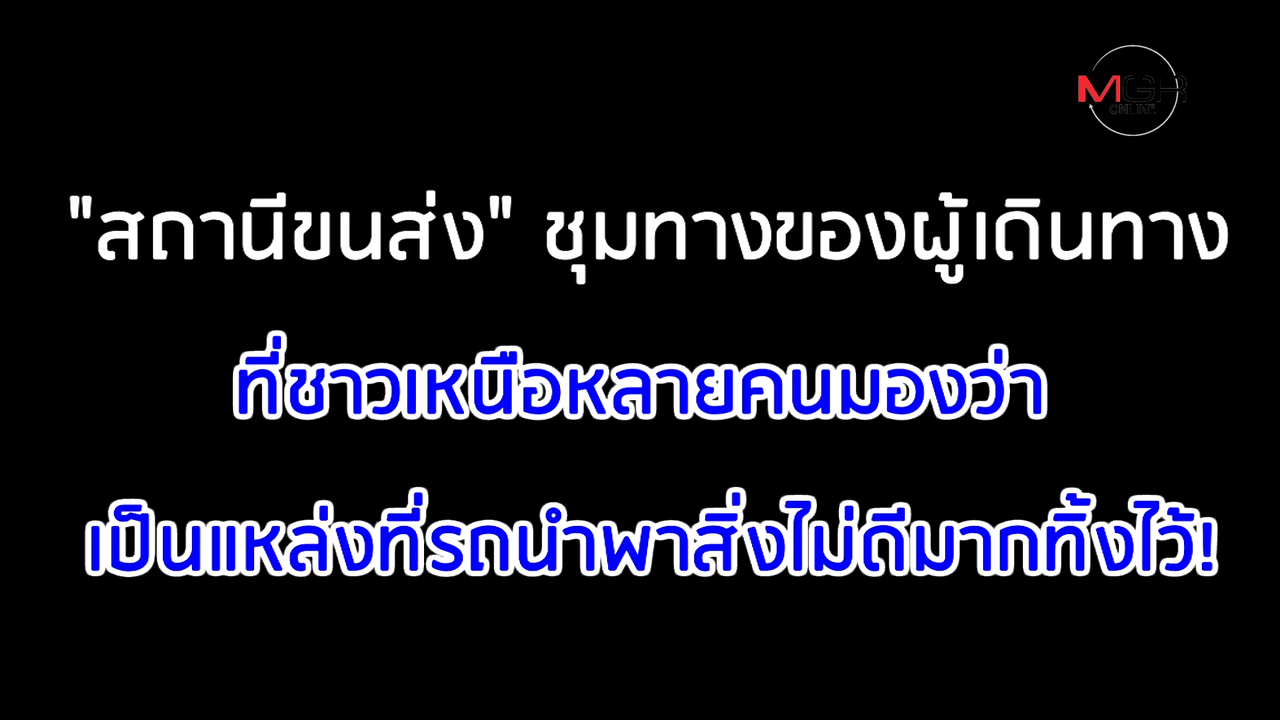 MGR
ONLINE
"สถานีขนส่ง" ชุมทางของผู้เดินทาง
ที่ชาวเหนือหลายคนมองว่า
เป็นแหล่งที่รถนำพาสิ่งไม่ดีมากทิ้งไว้!